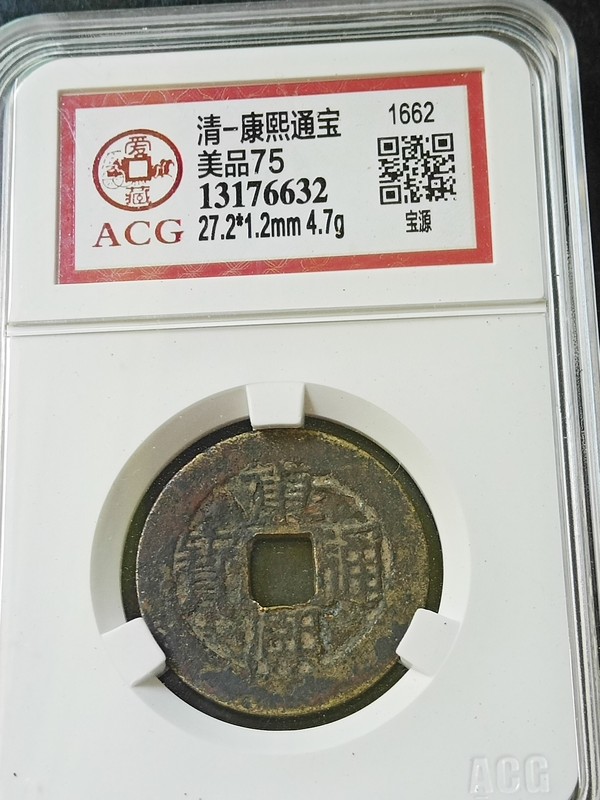 清-康熙通宝
1662
美品75
13176632
27.2*1.2mm 4.7g
宝源
爱
藏
ACG
康熙通寶
ACG